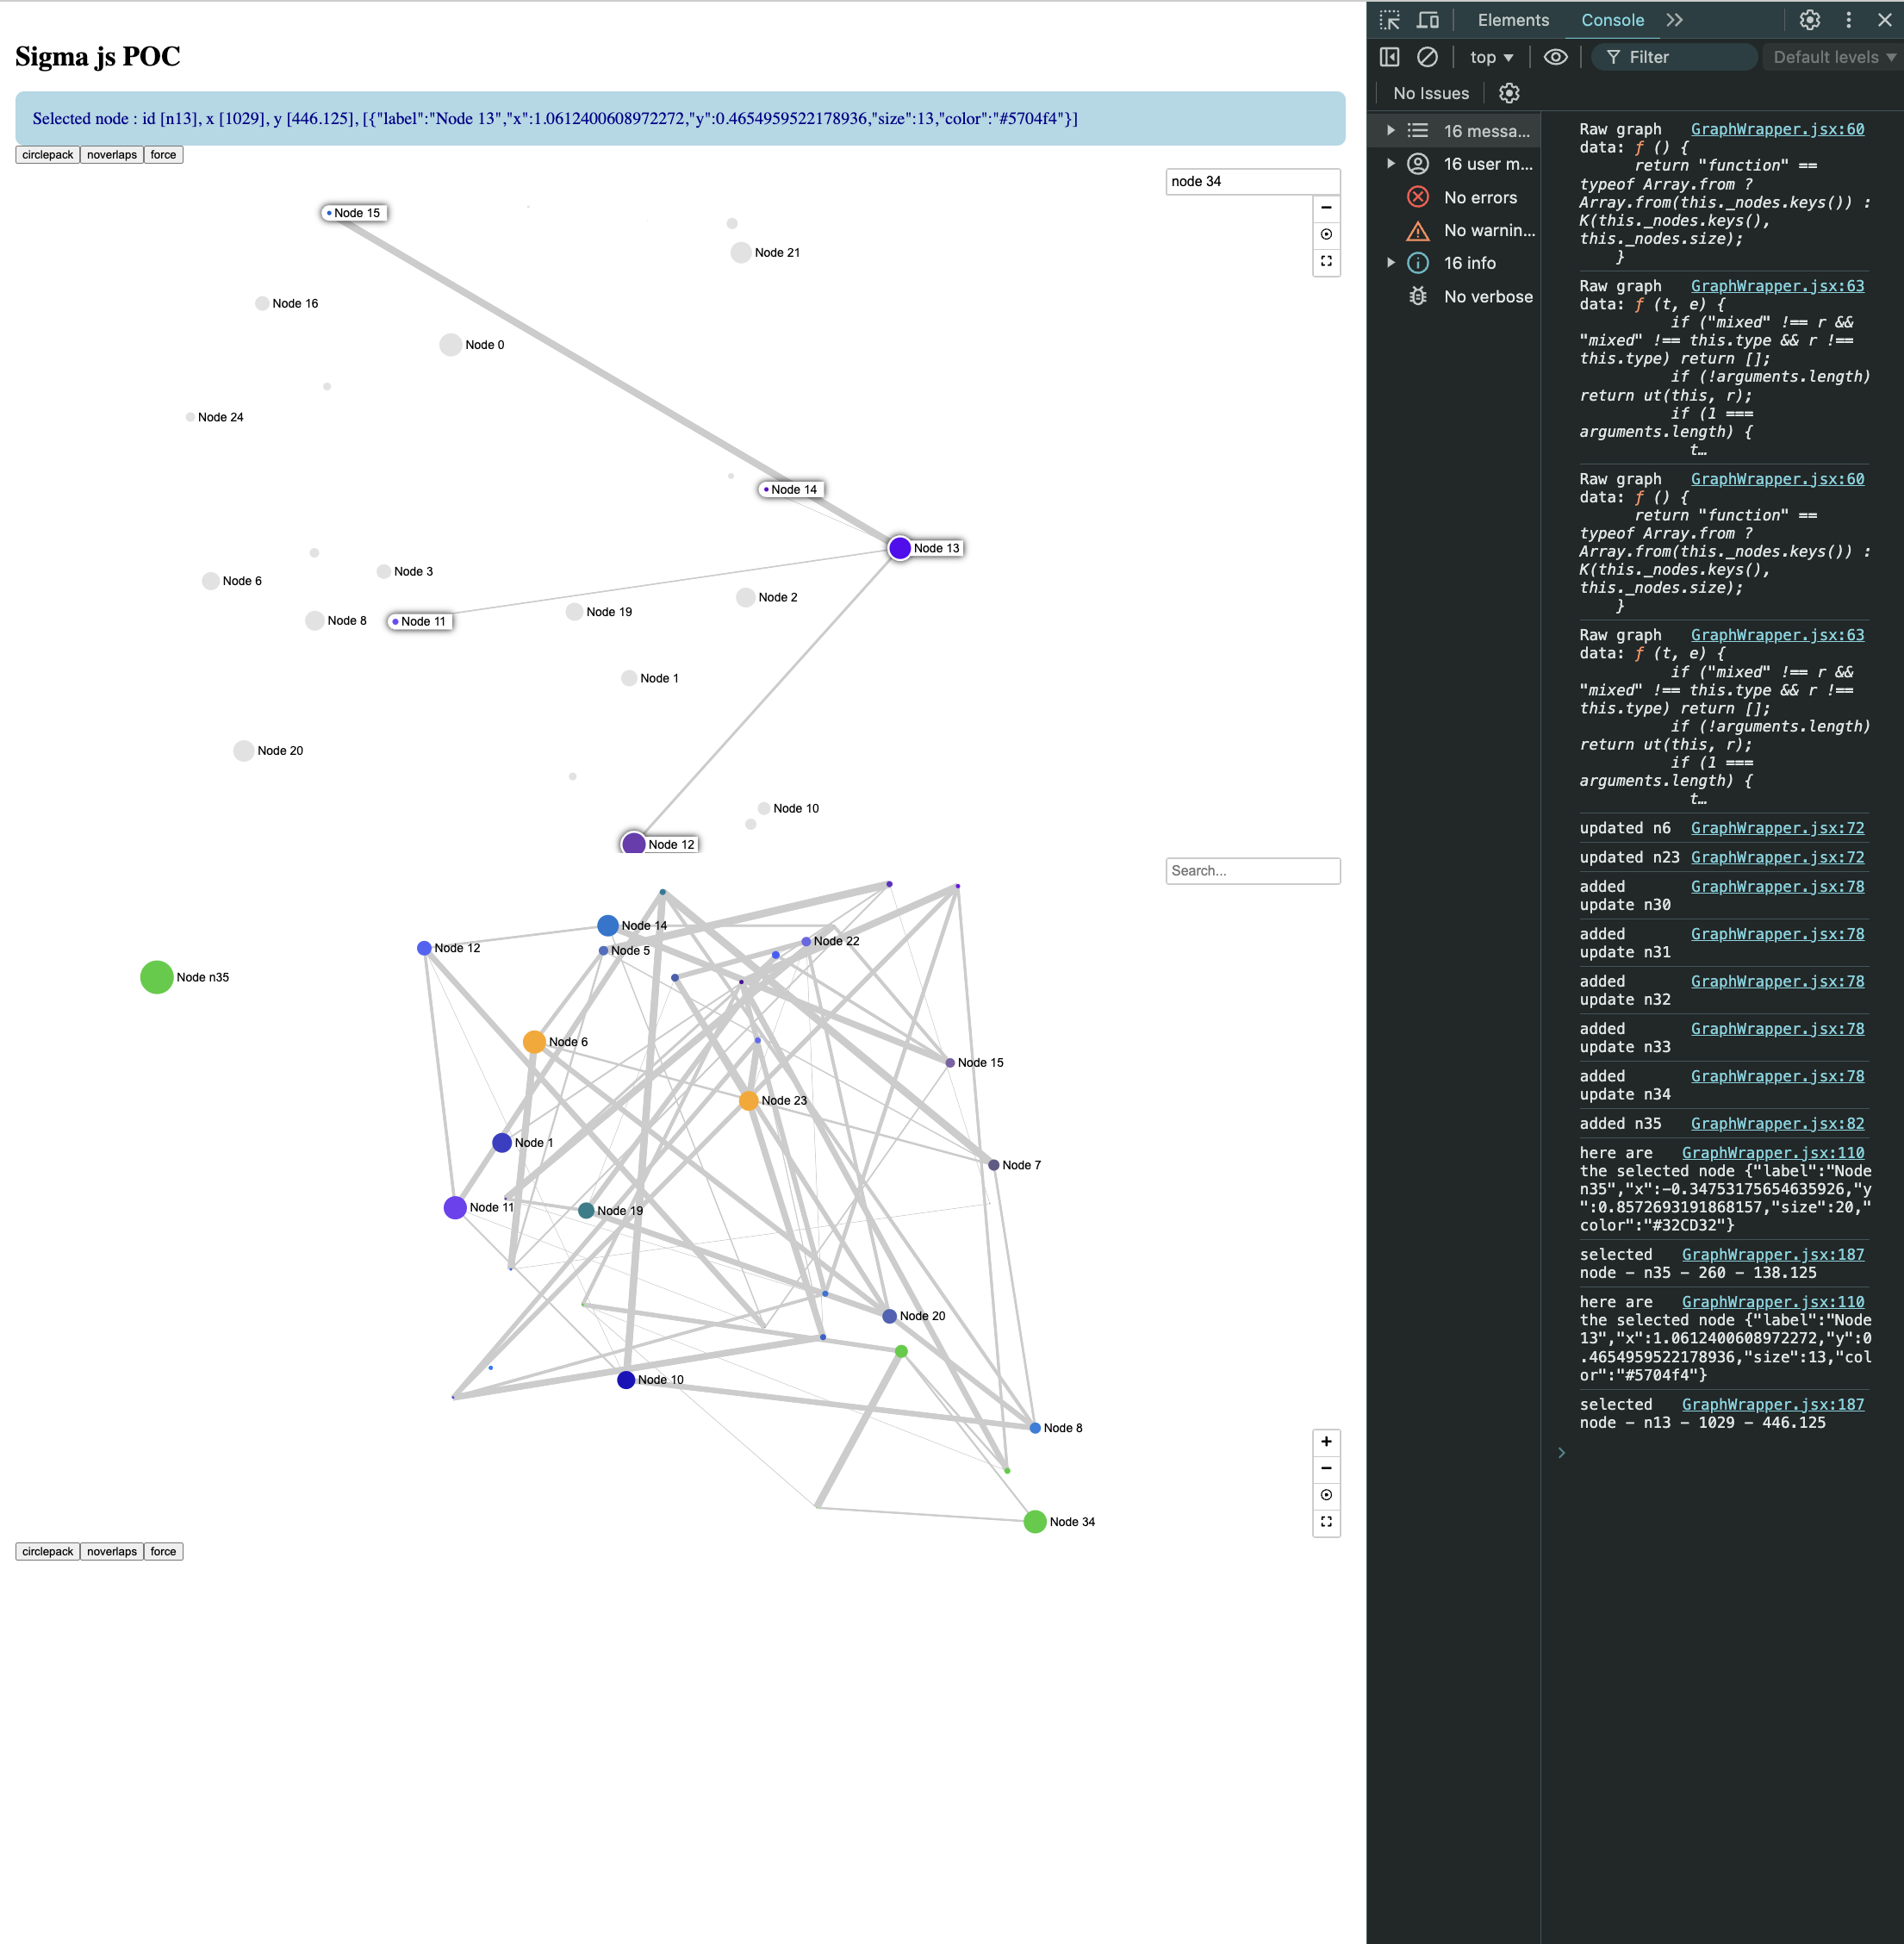 Sigma js POC
Selected node : id [n13], x [1029], y [446.125], [{"label":"Node 13","x":1.0612400608972272,"y":0.4654959522178936,"size":13,"color":"#5704f4"}]
circlepack noverlaps force
node 34
Node 15
Node 21
Node 16
Node 0
Node 24
Node 14
Node 13
Node 3
Node 6
Node 2
Node 19
Node 8
Node 11
Node 1
Node 20
Node 10
Node 12
Search...
Node 14
Node 22
Node 12
Node 5
Node n35
Node 6
Node 15
Node 23
Node 1
Node 7
Node 11
Node 19
Node 20
Node 10
Node 8
Node 34
circlepack noverlaps force
Elements Console
top Filter Default levels
No Issues
16 messa...
16 user m...
No errors
No warnin...
16 info
No verbose
Raw graph GraphWrapper.jsx:60
data: ƒ () {
return "function" ==
typeof Array.from ?
Array.from(this._nodes.keys()) :
K(this._nodes.keys(),
this._nodes.size);
}
Raw graph GraphWrapper.jsx:63
data: ƒ (t, e) {
if ("mixed" !== r &&
"mixed" !== this.type && r !==
this.type) return [];
if (!arguments.length)
return ut(this, r);
if (1 ===
arguments.length) {
t…
Raw graph GraphWrapper.jsx:60
data: ƒ () {
return "function" ==
typeof Array.from ?
Array.from(this._nodes.keys()) :
K(this._nodes.keys(),
this._nodes.size);
}
Raw graph GraphWrapper.jsx:63
data: ƒ (t, e) {
if ("mixed" !== r &&
"mixed" !== this.type && r !==
this.type) return [];
if (!arguments.length)
return ut(this, r);
if (1 ===
arguments.length) {
t…
updated n6 GraphWrapper.jsx:72
updated n23 GraphWrapper.jsx:72
added GraphWrapper.jsx:78
update n30
added GraphWrapper.jsx:78
update n31
added GraphWrapper.jsx:78
update n32
added GraphWrapper.jsx:78
update n33
added GraphWrapper.jsx:78
update n34
added n35 GraphWrapper.jsx:82
here are GraphWrapper.jsx:110
the selected node {"label":"Node
n35","x":-0.34753175654635926,"y
":0.8572693191868157,"size":20,"
color":"#32CD32"}
selected GraphWrapper.jsx:187
node - n35 - 260 - 138.125
here are GraphWrapper.jsx:110
the selected node {"label":"Node
13","x":1.0612400608972272,"y":0
.4654959522178936,"size":13,"col
or":"#5704f4"}
selected GraphWrapper.jsx:187
node - n13 - 1029 - 446.125